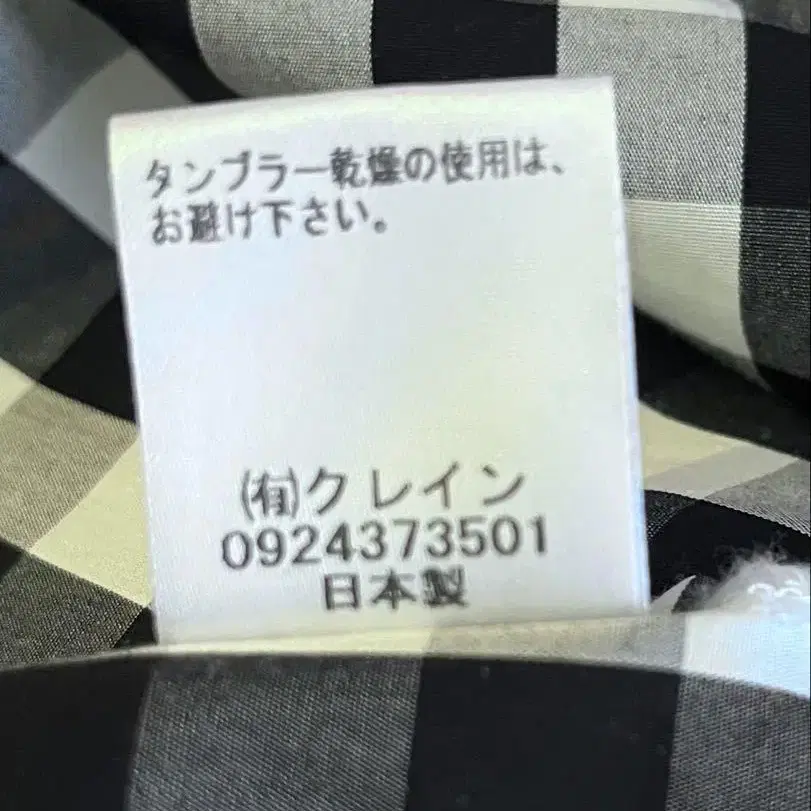 タンブラー乾燥の使用は、
お避け下さい。
㈲クレイン
0924373501
日本製